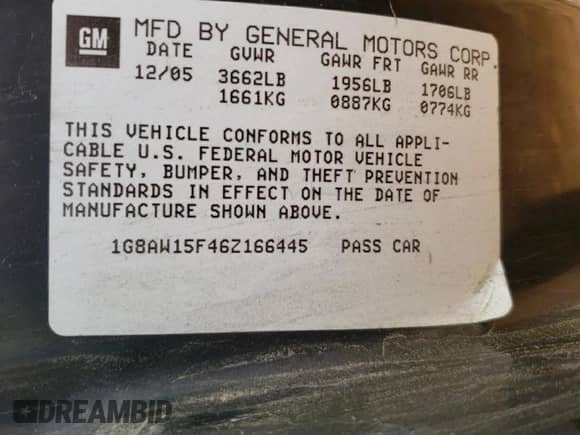 GM MFD BY GENERAL MOTORS CORP.
DATE GVWR GAWR FRT GAWR RR
12/05 3662LB 1956LB 1706LB
1661KG 0887KG 0774KG
THIS VEHICLE CONFORMS TO ALL APPLI-
CABLE U.S. FEDERAL MOTOR VEHICLE
SAFETY, BUMPER, AND THEFT PREVENTION
STANDARDS IN EFFECT ON THE DATE OF
MANUFACTURE SHOWN ABOVE.
1G8AW15F46Z166445 PASS CAR
DREAMBID